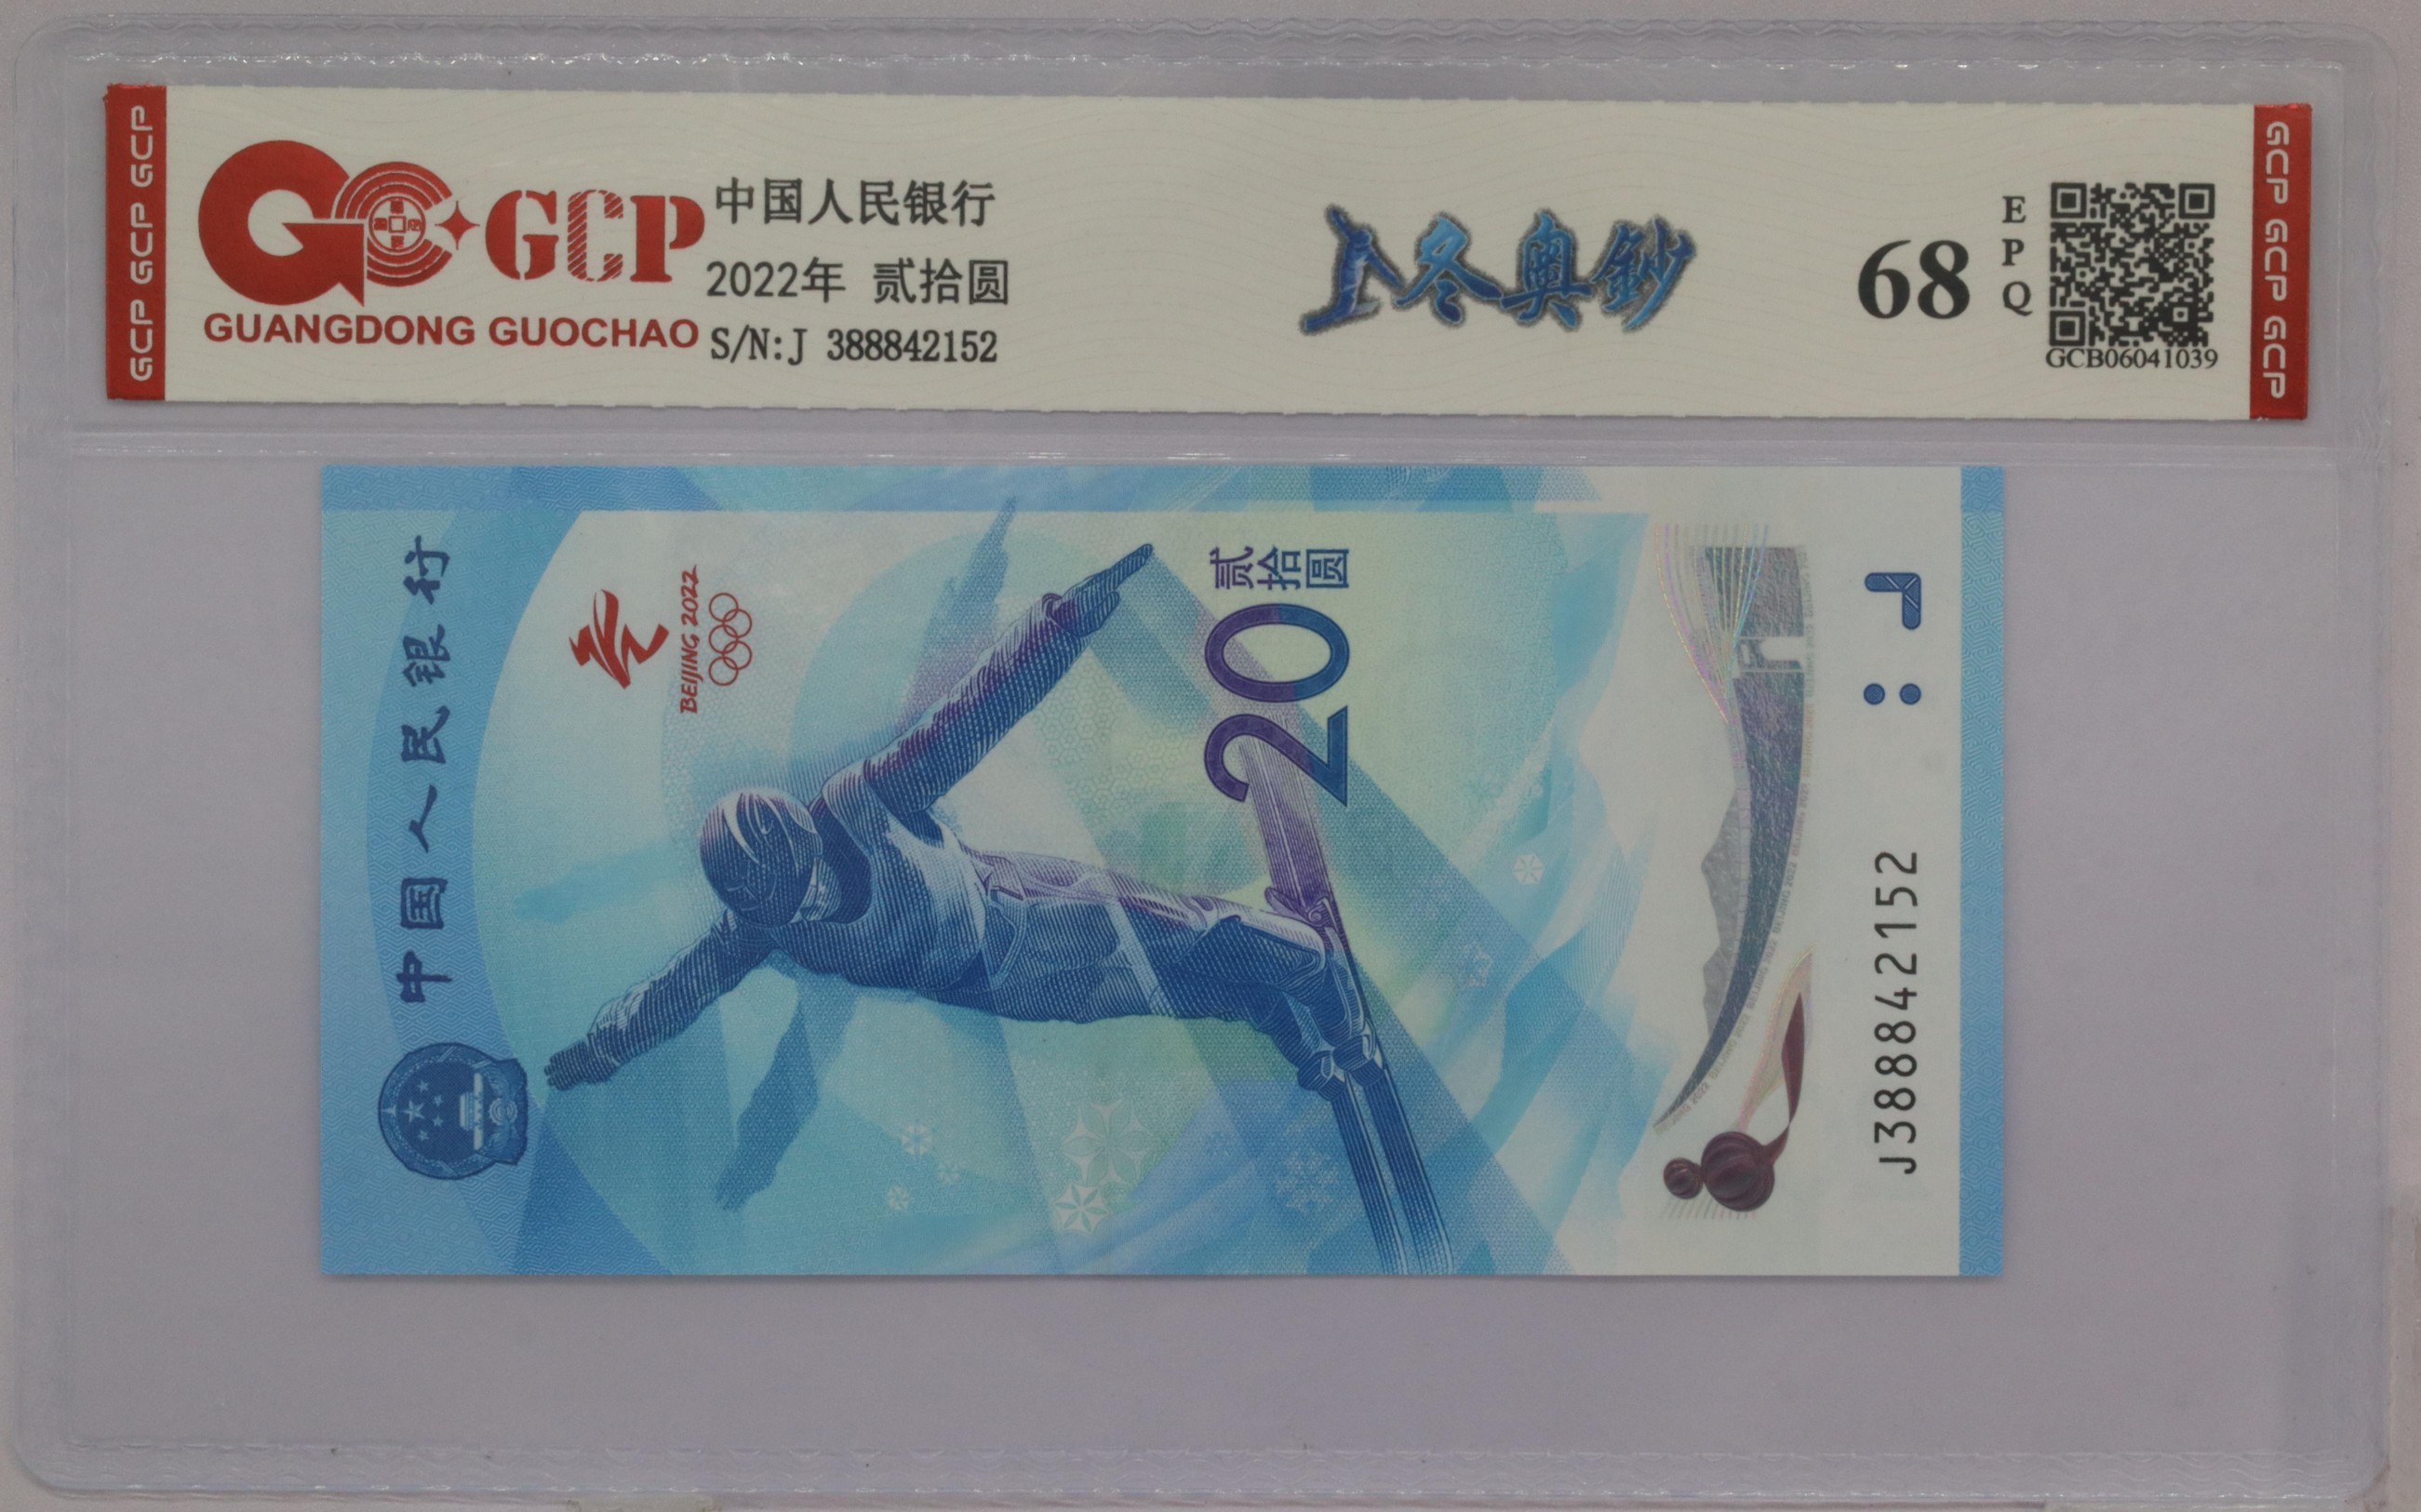 GCP GCP GCP
GCP
GUANGDONG GUOCHAO
中国人民银行
2022年 贰拾圆
S/N:J 388842152
冬奥鈔
68
EPQ
GCB06041039
GCP GCP GCP
中国人民银行
BEIJING 2022
贰拾圆
20
J388842152